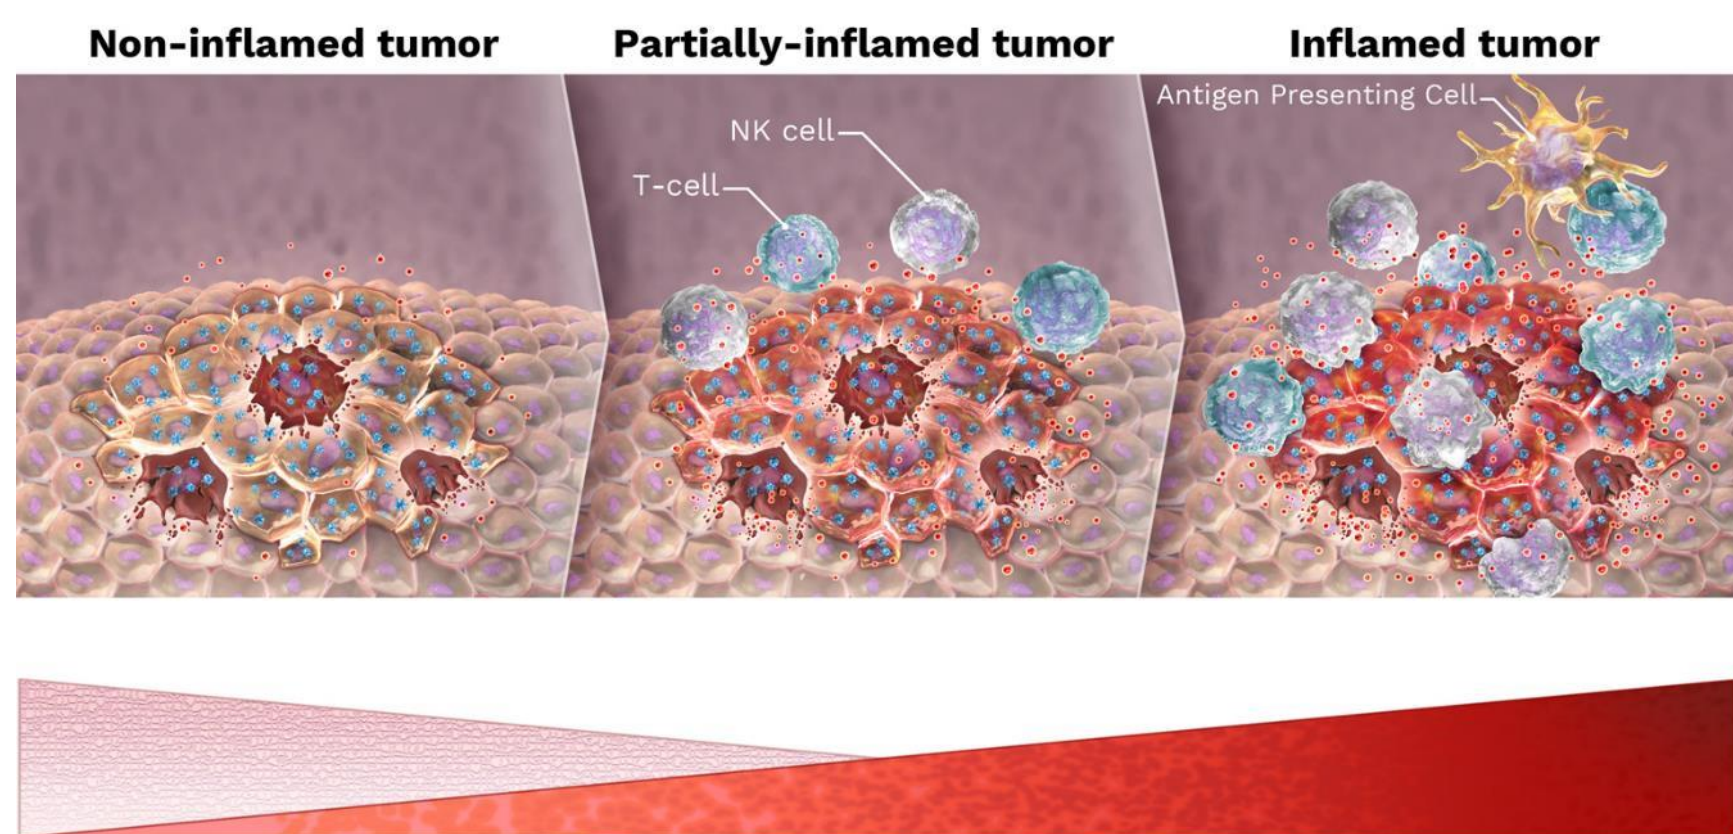 Non-inflamed tumor
Partially-inflamed tumor
Inflamed tumor
Antigen Presenting Cell
NK cell
T-cell